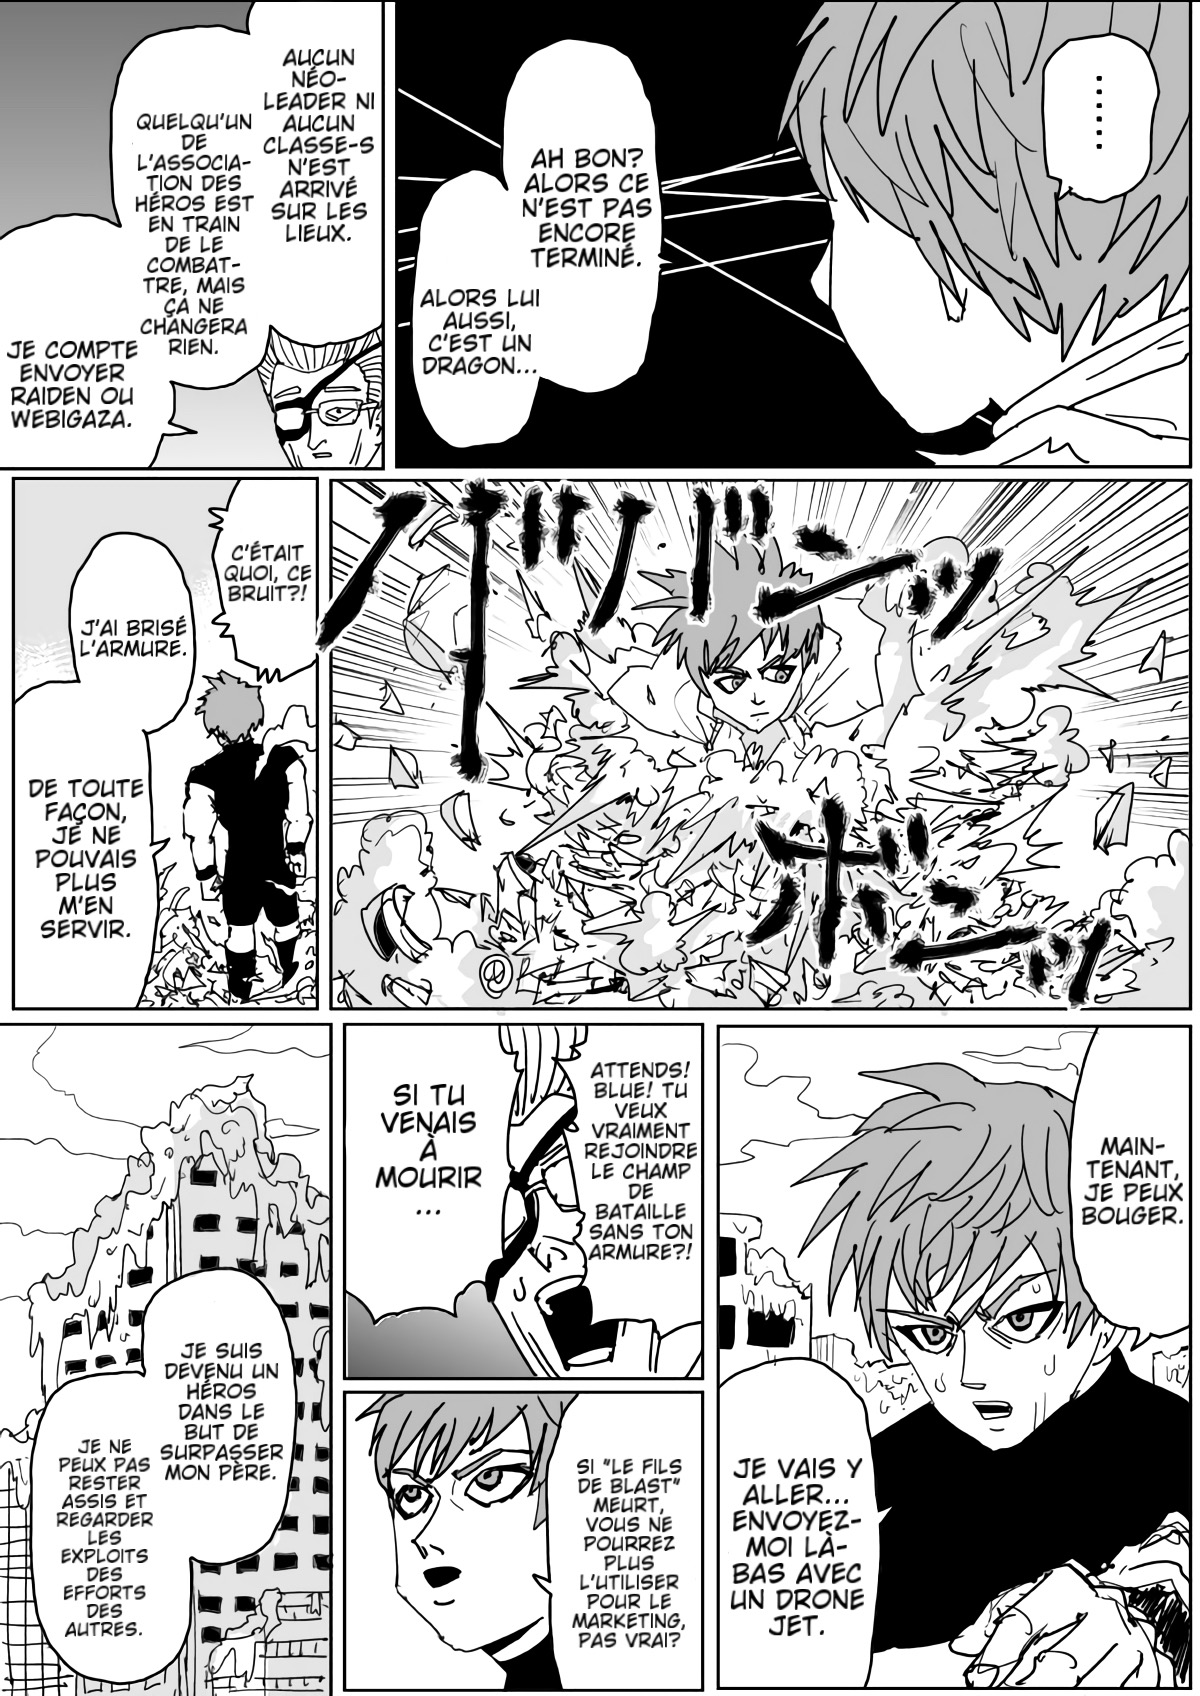 ......
AH BON?
ALORS CE
N'EST PAS
ENCORE
TERMINÉ.
ALORS LUI
AUSSI,
C'EST UN
DRAGON...
AUCUN
NÉO-
LEADER NI
AUCUN
CLASSE-S
N'EST
ARRIVÉ
SUR LES
LIEUX.
QUELQU'UN
DE
L'ASSOCIA-
TION DES
HÉROS EST
EN TRAIN
DE LE
COMBAT-
TRE, MAIS
ÇA NE
CHANGERA
RIEN.
JE COMPTE
ENVOYER
RAIDEN OU
WEBIGAZA.
C'ÉTAIT
QUOI, CE
BRUIT?!
J'AI BRISÉ
L'ARMURE.
DE TOUTE
FAÇON,
JE NE
POUVAIS
PLUS
M'EN
SERVIR.
MAIN-
TENANT,
JE PEUX
BOUGER.
JE VAIS Y
ALLER...
ENVOYEZ-
MOI LÀ-
BAS AVEC
UN DRONE
JET.
ATTENDS!
BLUE! TU
VEUX
VRAIMENT
REJOINDRE
LE CHAMP
DE
BATAILLE
SANS TON
ARMURE?!
SI TU
VENAIS
À
MOURIR
...
SI "LE FILS
DE BLAST"
MEURT,
VOUS NE
POURREZ
PLUS
L'UTILISER
POUR LE
MARKETING,
PAS VRAI?
JE SUIS
DEVENU UN
HÉROS
DANS LE
BUT DE
SURPASSER
MON PÈRE.
JE NE
PEUX PAS
RESTER
ASSIS ET
REGARDER
LES
EXPLOITS
DES
EFFORTS
DES
AUTRES.